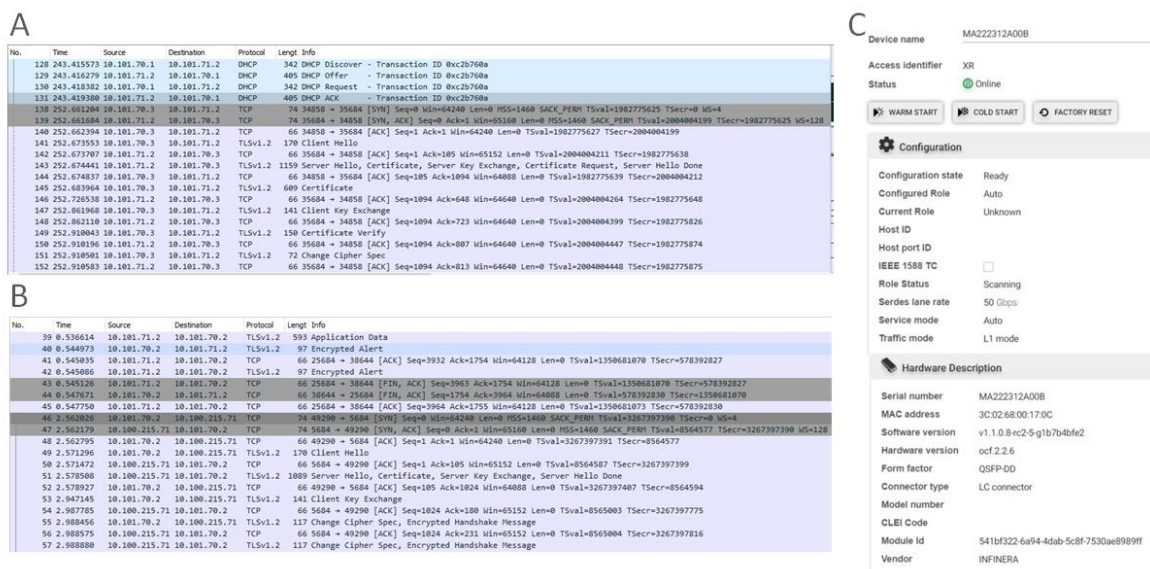 A
No. Time Source Destination Protocol Lengt Info
128 243.415573 10.101.70.1 10.101.71.2 DHCP 342 DHCP Discover - Transaction ID 0xc2b760a
129 243.416279 10.101.71.2 10.101.70.1 DHCP 405 DHCP Offer - Transaction ID 0xc2b760a
130 243.418382 10.101.70.1 10.101.71.2 DHCP 342 DHCP Request - Transaction ID 0xc2b760a
131 243.419380 10.101.71.2 10.101.70.1 DHCP 405 DHCP ACK - Transaction ID 0xc2b760a
138 252.661204 10.101.70.3 10.101.71.2 TCP 74 34858 → 35684 [SYN] Seq=0 Win=64240 Len=0 MSS=1460 SACK_PERM TSval=1982775625 TSecr=0 WS=4
139 252.661684 10.101.71.2 10.101.70.3 TCP 74 35684 → 34858 [SYN, ACK] Seq=0 Ack=1 Win=65160 Len=0 MSS=1460 SACK_PERM TSval=2004004199 TSecr=1982775625 WS=128
140 252.662394 10.101.70.3 10.101.71.2 TCP 66 34858 → 35684 [ACK] Seq=1 Ack=1 Win=64240 Len=0 TSval=1982775627 TSecr=2004004199
141 252.673553 10.101.70.3 10.101.71.2 TLSv1.2 170 Client Hello
142 252.673707 10.101.71.2 10.101.70.3 TCP 66 35684 → 34858 [ACK] Seq=1 Ack=105 Win=65152 Len=0 TSval=2004004211 TSecr=1982775638
143 252.674441 10.101.71.2 10.101.70.3 TLSv1.2 1159 Server Hello, Certificate, Server Key Exchange, Certificate Request, Server Hello Done
144 252.674837 10.101.70.3 10.101.71.2 TCP 66 34858 → 35684 [ACK] Seq=105 Ack=1094 Win=64088 Len=0 TSval=1982775639 TSecr=2004004212
145 252.683964 10.101.70.3 10.101.71.2 TLSv1.2 609 Certificate
146 252.726538 10.101.71.2 10.101.70.3 TCP 66 35684 → 34858 [ACK] Seq=1094 Ack=648 Win=64640 Len=0 TSval=2004004264 TSecr=1982775648
147 252.861968 10.101.70.3 10.101.71.2 TLSv1.2 141 Client Key Exchange
148 252.862110 10.101.71.2 10.101.70.3 TCP 66 35684 → 34858 [ACK] Seq=1094 Ack=723 Win=64640 Len=0 TSval=2004004399 TSecr=1982775826
149 252.910043 10.101.70.3 10.101.71.2 TLSv1.2 150 Certificate Verify
150 252.910196 10.101.71.2 10.101.70.3 TCP 66 35684 → 34858 [ACK] Seq=1094 Ack=807 Win=64640 Len=0 TSval=2004004447 TSecr=1982775874
151 252.910501 10.101.70.3 10.101.71.2 TLSv1.2 72 Change Cipher Spec
152 252.910583 10.101.71.2 10.101.70.3 TCP 66 35684 → 34858 [ACK] Seq=1094 Ack=813 Win=64640 Len=0 TSval=2004004448 TSecr=1982775875
B
No. Time Source Destination Protocol Lengt Info
39 0.536614 10.101.71.2 10.101.70.2 TLSv1.2 593 Application Data
40 0.544973 10.101.70.2 10.101.71.2 TLSv1.2 97 Encrypted Alert
41 0.545035 10.101.71.2 10.101.70.2 TCP 66 25684 → 38644 [ACK] Seq=3932 Ack=1754 Win=64128 Len=0 TSval=1350681070 TSecr=578392827
42 0.545086 10.101.71.2 10.101.70.2 TLSv1.2 97 Encrypted Alert
43 0.545126 10.101.71.2 10.101.70.2 TCP 66 25684 → 38644 [FIN, ACK] Seq=3963 Ack=1754 Win=64128 Len=0 TSval=1350681070 TSecr=578392827
44 0.547671 10.101.70.2 10.101.71.2 TCP 66 38644 → 25684 [FIN, ACK] Seq=1754 Ack=3964 Win=64088 Len=0 TSval=578392830 TSecr=1350681070
45 0.547750 10.101.71.2 10.101.70.2 TCP 66 25684 → 38644 [ACK] Seq=3964 Ack=1755 Win=64128 Len=0 TSval=1350681073 TSecr=578392830
46 2.562026 10.101.70.2 10.100.215.71 TCP 74 49290 → 5684 [SYN] Seq=0 Win=64240 Len=0 MSS=1460 SACK_PERM TSval=3267397390 TSecr=0 WS=4
47 2.562179 10.100.215.71 10.101.70.2 TCP 74 5684 → 49290 [SYN, ACK] Seq=0 Ack=1 Win=65160 Len=0 MSS=1460 SACK_PERM TSval=8564577 TSecr=3267397390 WS=128
48 2.562795 10.101.70.2 10.100.215.71 TCP 66 49290 → 5684 [ACK] Seq=1 Ack=1 Win=64240 Len=0 TSval=3267397391 TSecr=8564577
49 2.571296 10.101.70.2 10.100.215.71 TLSv1.2 170 Client Hello
50 2.571472 10.100.215.71 10.101.70.2 TCP 66 5684 → 49290 [ACK] Seq=1 Ack=105 Win=65152 Len=0 TSval=8564587 TSecr=3267397399
51 2.578508 10.100.215.71 10.101.70.2 TLSv1.2 1089 Server Hello, Certificate, Server Key Exchange, Server Hello Done
52 2.578927 10.101.70.2 10.100.215.71 TCP 66 49290 → 5684 [ACK] Seq=105 Ack=1024 Win=64088 Len=0 TSval=3267397407 TSecr=8564594
53 2.947145 10.101.70.2 10.100.215.71 TLSv1.2 141 Client Key Exchange
54 2.987785 10.100.215.71 10.101.70.2 TCP 66 5684 → 49290 [ACK] Seq=1024 Ack=180 Win=65152 Len=0 TSval=8565003 TSecr=3267397775
55 2.988456 10.101.70.2 10.100.215.71 TLSv1.2 117 Change Cipher Spec, Encrypted Handshake Message
56 2.988575 10.100.215.71 10.101.70.2 TCP 66 5684 → 49290 [ACK] Seq=1024 Ack=231 Win=65152 Len=0 TSval=8565004 TSecr=3267397816
57 2.988880 10.100.215.71 10.101.70.2 TLSv1.2 117 Change Cipher Spec, Encrypted Handshake Message
C
Device name MA222312A00B
Access identifier XR
Status Online
WARM START COLD START FACTORY RESET
Configuration
Configuration state Ready
Configured Role Auto
Current Role Unknown
Host ID
Host port ID
IEEE 1588 TC
Role Status Scanning
Serdes lane rate 50 Gbps
Service mode Auto
Traffic mode L1 mode
Hardware Description
Serial number MA222312A00B
MAC address 3C:02:68:00:17:0C
Software version v1.1.0.8-rc2-5-g1b7b4bfe2
Hardware version ocf.2.2.6
Form factor QSFP-DD
Connector type LC connector
Model number
CLEI Code
Module Id 541bf322-6a94-4dab-5c8f-7530ae8989ff
Vendor INFINERA